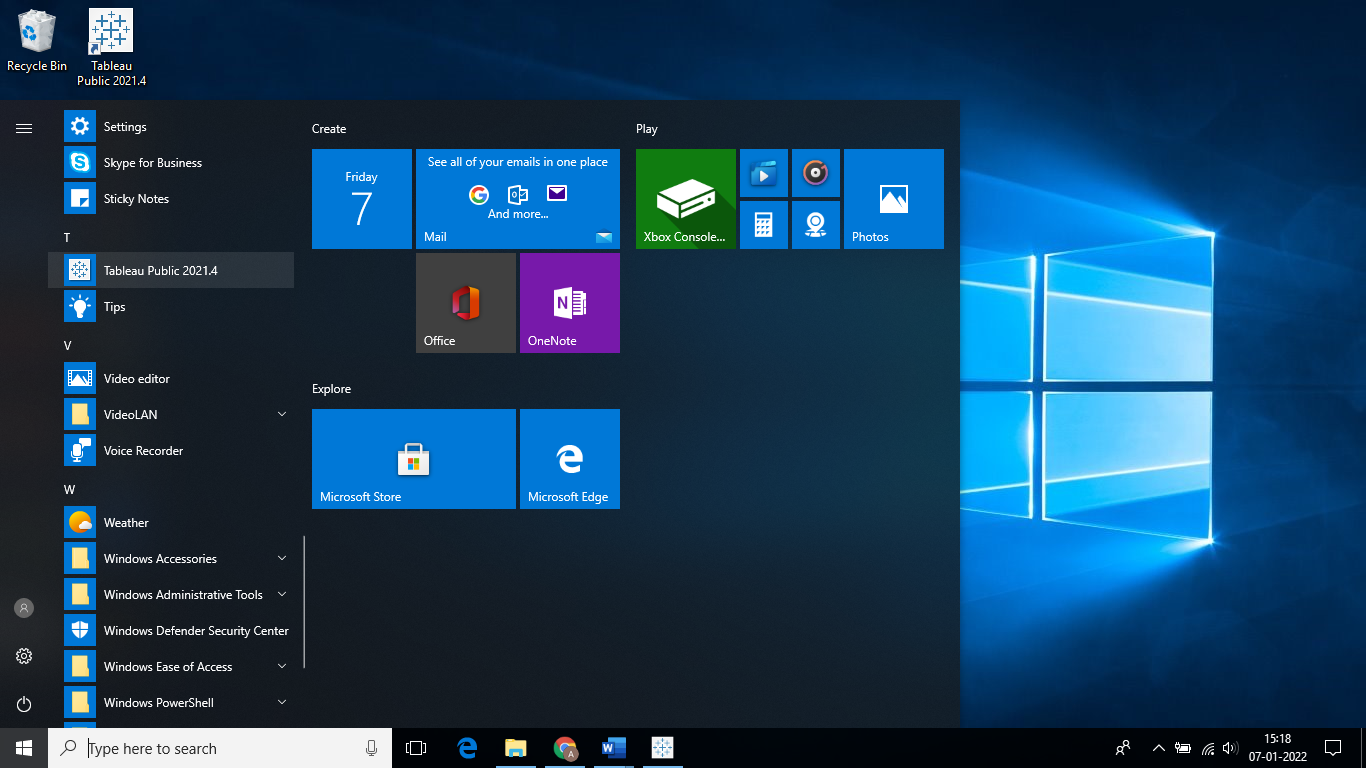 Recycle Bin
Tableau
Public 2021.4
Settings
Skype for Business
Sticky Notes
T
Tableau Public 2021.4
Tips
V
Video editor
VideoLAN
Voice Recorder
W
Weather
Windows Accessories
Windows Administrative Tools
Windows Defender Security Center
Windows Ease of Access
Windows PowerShell
Create
Friday
7
See all of your emails in one place
And more...
Mail
Office
N
OneNote
Explore
Microsoft Store
Microsoft Edge
Play
Xbox Console...
Photos
Type here to search
A
W
15:18
07-01-2022